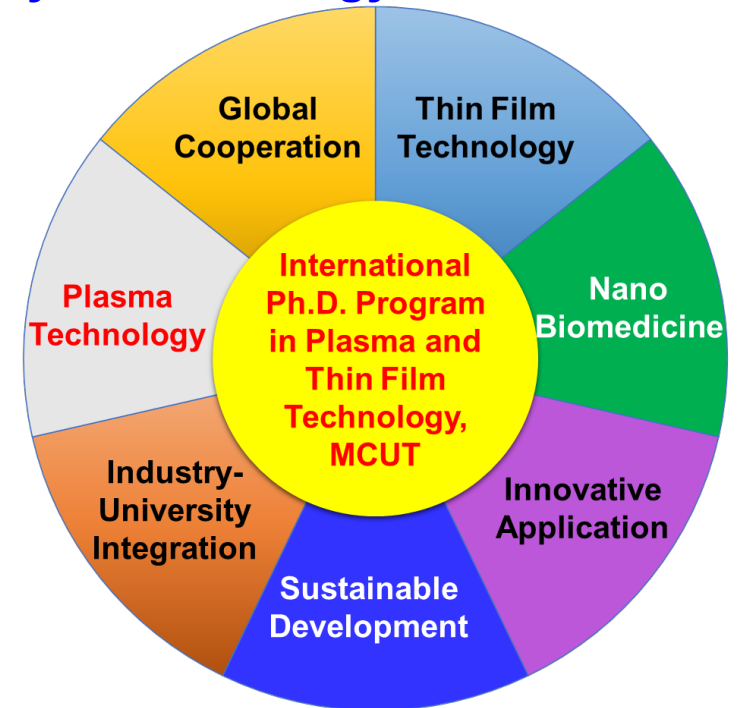 Global
Cooperation
Thin Film
Technology
Nano
Biomedicine
Innovative
Application
Sustainable
Development
Industry-
University
Integration
Plasma
Technology
International
Ph.D. Program
in Plasma and
Thin Film
Technology,
MCUT